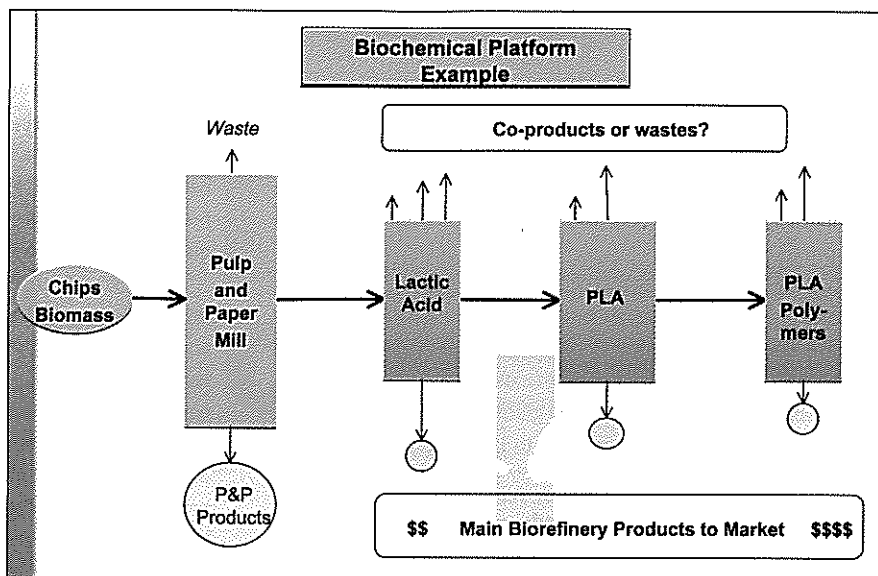 Biochemical Platform
Example
Waste
Co-products or wastes?
Chips
Biomass
Pulp
and
Paper
Mill
Lactic
Acid
PLA
PLA
Poly-
mers
P&P
Products
$$ Main Biorefinery Products to Market $$$$